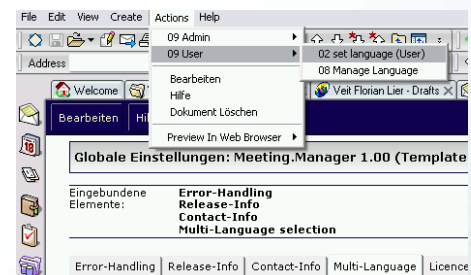 File Edit View Create Actions Help
09 Admin
09 User
02 set language (User)
08 Manage Language
Address
Bearbeiten
Hilfe
Dokument Löschen
Preview In Web Browser
Welcome
Veit Florian Lier - Drafts
Bearbeiten
Globale Einstellungen: Meeting.Manager 1.00 (Template
Eingebundene Elemente:
Error-Handling
Release-Info
Contact-Info
Multi-Language selection
Error-Handling Release-Info Contact-Info Multi-Language Licence